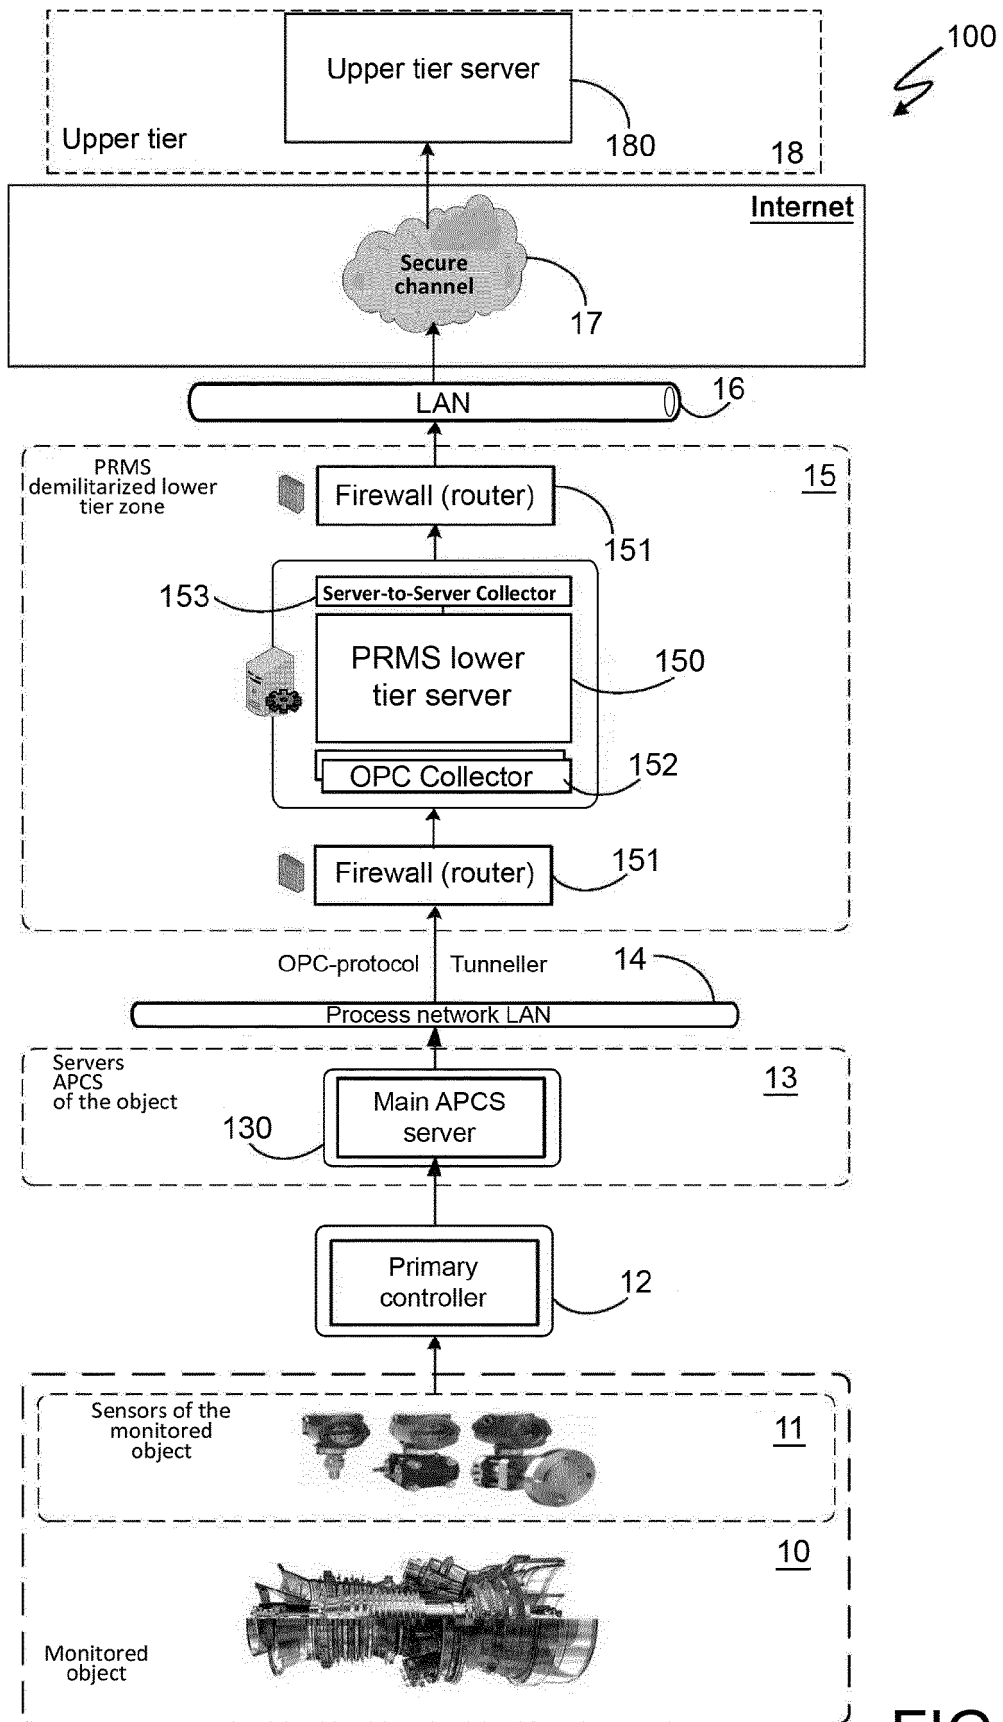 100
Upper tier server
180
Upper tier
18
Internet
Secure
channel
17
LAN
16
PRMS
demilitarized lower
tier zone
15
Firewall (router)
151
153
Server-to-Server Collector
PRMS lower
tier server
150
OPC Collector
152
Firewall (router)
151
OPC-protocol
Tunneller
14
Process network LAN
Servers
APCS
of the object
13
Main APCS
server
130
Primary
controller
12
Sensors of the
monitored
object
11
10
Monitored
object
FIG